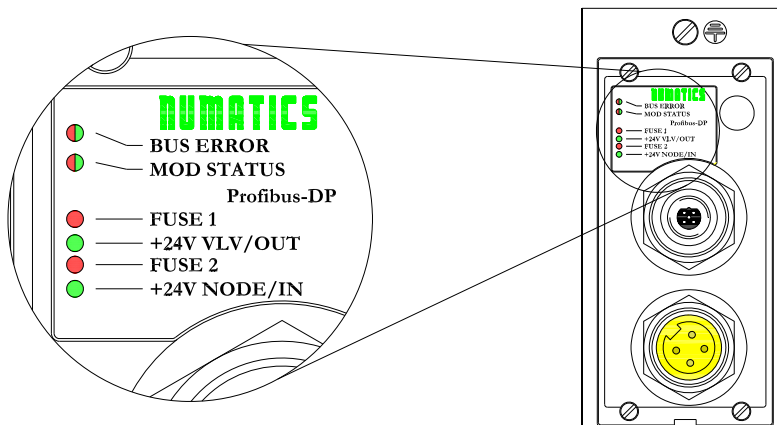 NUMATICS
BUS ERROR
MOD STATUS
Profibus-DP
FUSE 1
+24V VLV/OUT
FUSE 2
+24V NODE/IN
NUMATICS
BUS ERROR
MOD STATUS
Profibus-DP
FUSE 1
+24V VLV/OUT
FUSE 2
+24V NODE/IN